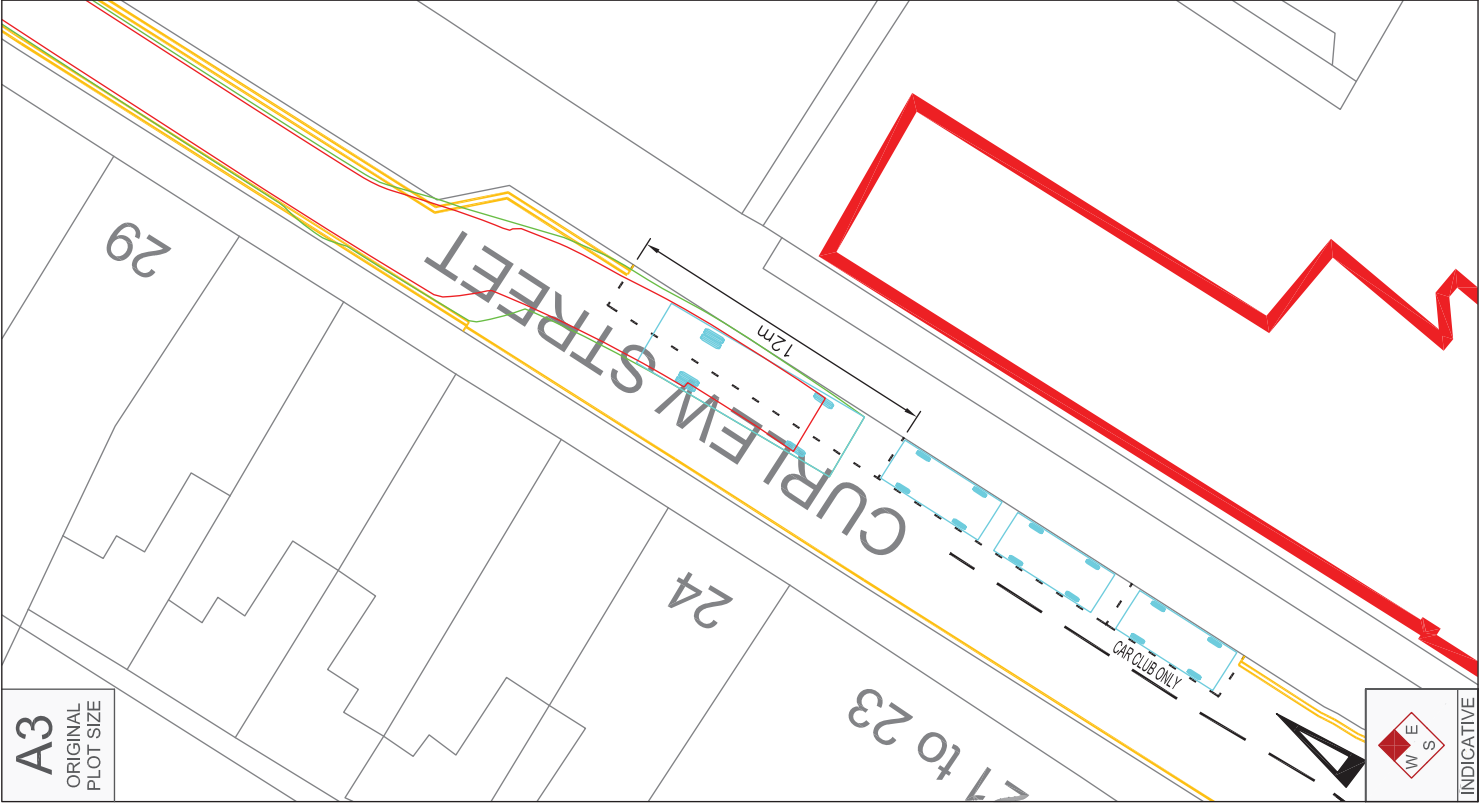 29
CURLEW STREET
12m
24
CAR CLUB ONLY
21 to 23
A3
ORIGINAL
PLOT SIZE
E
W
S
INDICATIVE